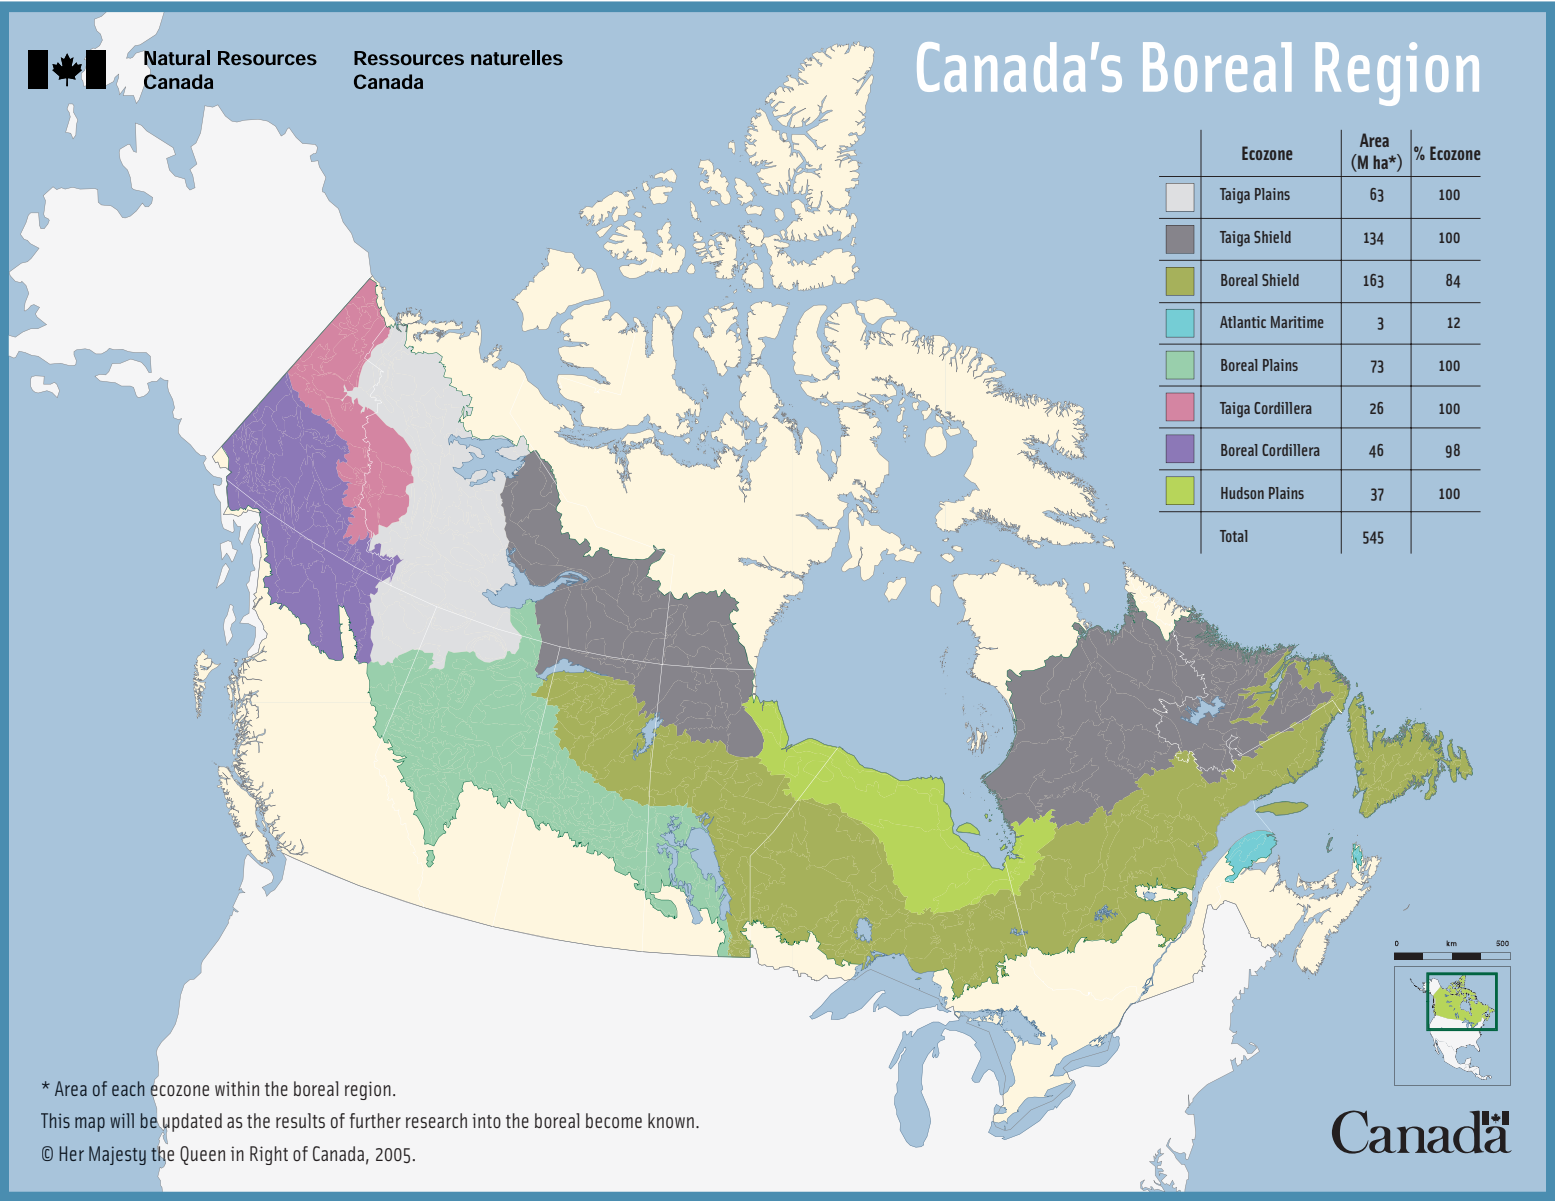 Natural Resources Canada
Ressources naturelles Canada
Canada's Boreal Region
Ecozone Area (M ha*) % Ecozone
Taiga Plains 63 100
Taiga Shield 134 100
Boreal Shield 163 84
Atlantic Maritime 3 12
Boreal Plains 73 100
Taiga Cordillera 26 100
Boreal Cordillera 46 98
Hudson Plains 37 100
Total 545
0 km 500
* Area of each ecozone within the boreal region.
This map will be updated as the results of further research into the boreal become known.
© Her Majesty the Queen in Right of Canada, 2005.
Canada